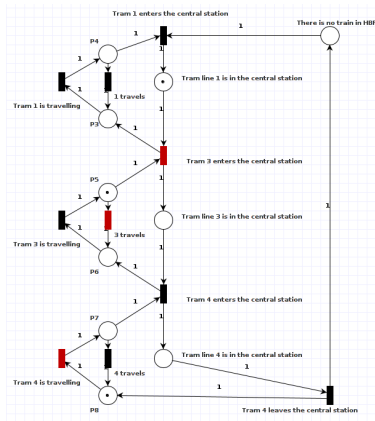 Tram 1 enters the central station
There is no train in HBF
P4
1
1
1
Tram line 1 is in the central station
1
1
1 travels
Tram 1 is travelling
1
P3
1
Tram 3 enters the central station
P5
1
1
1
1
Tram line 3 is in the central station
3 travels
Tram 3 is travelling
1
1
P6
1
Tram 4 enters the central station
P7
1
1
1
Tram line 4 is in the central station
1
1
4 travels
Tram 4 is travelling
1
P8
Tram 4 leaves the central station